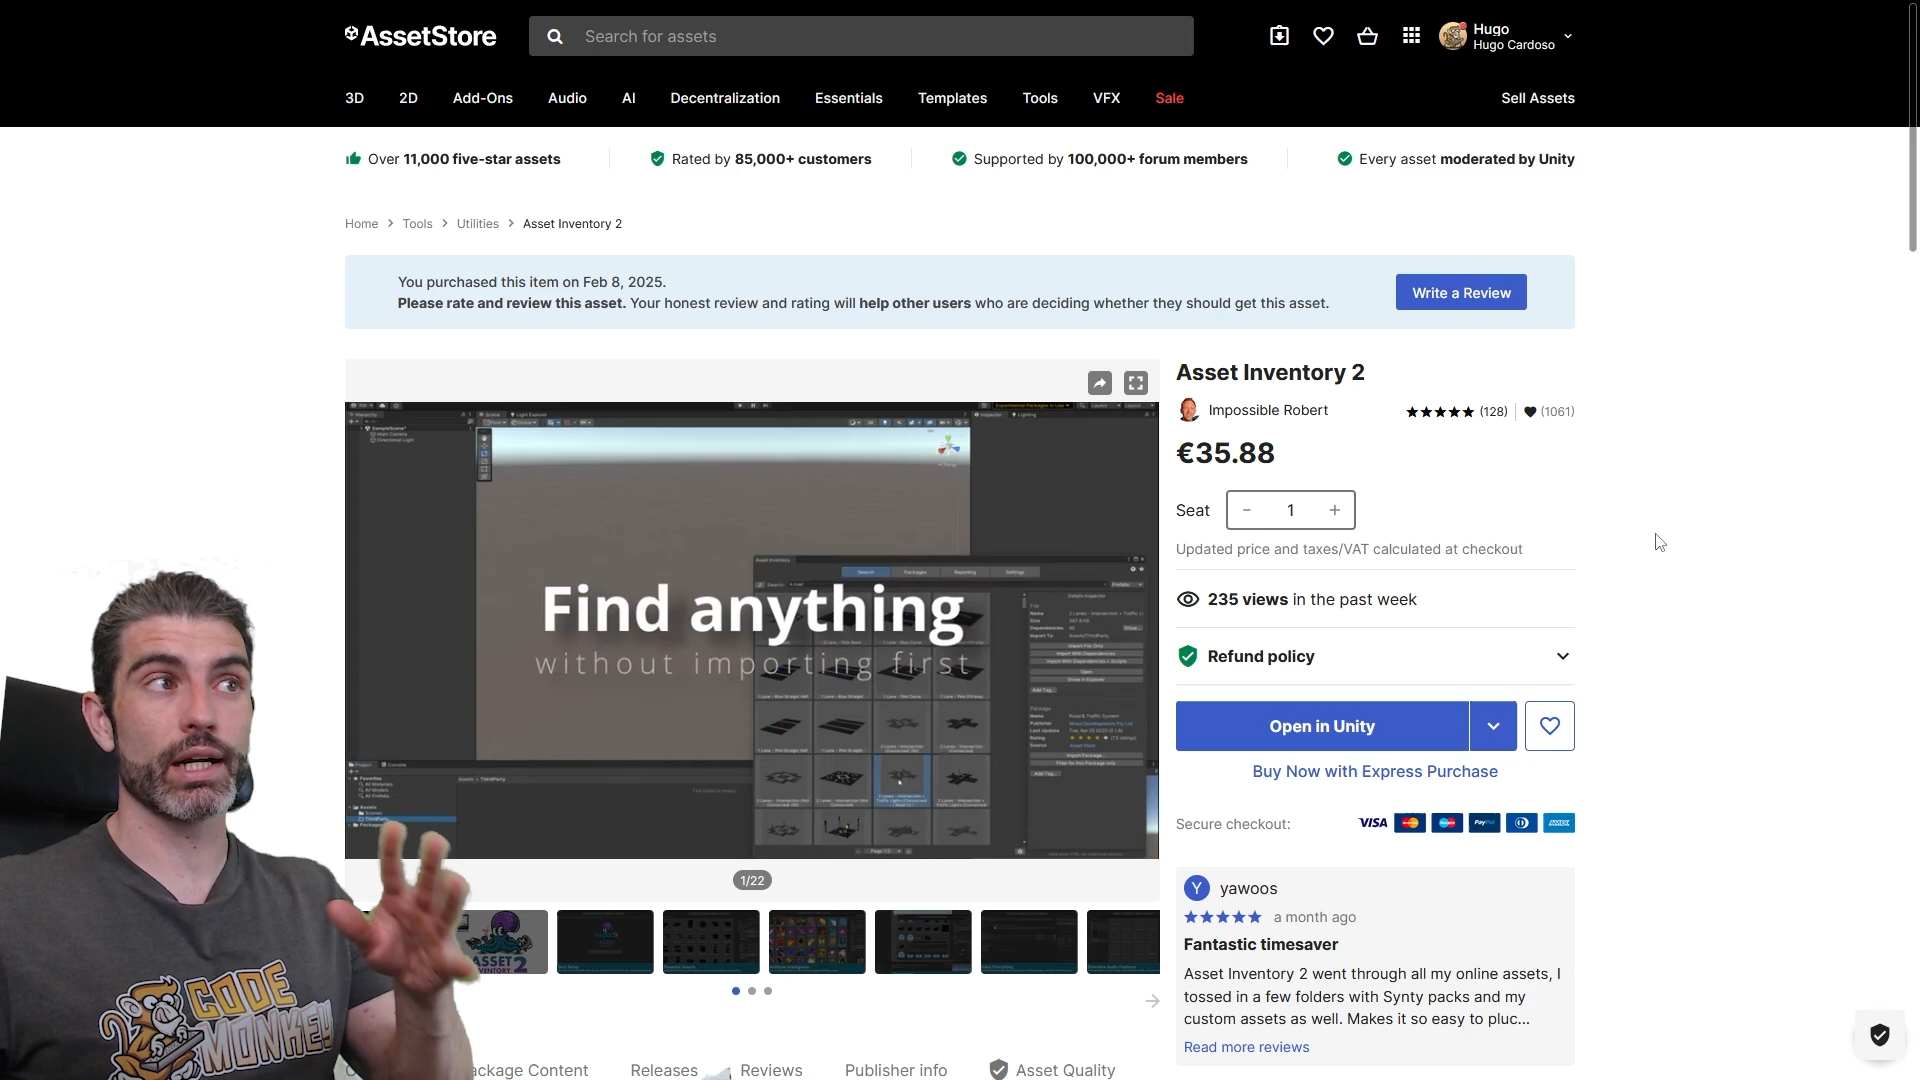 AssetStore
Search for assets
Hugo
Hugo Cardoso
3D
2D
Add-Ons
Audio
AI
Decentralization
Essentials
Templates
Tools
VFX
Sale
Sell Assets
Over 11,000 five-star assets
Rated by 85,000+ customers
Supported by 100,000+ forum members
Every asset moderated by Unity
Home > Tools > Utilities > Asset Inventory 2
You purchased this item on Feb 8, 2025.
Please rate and review this asset. Your honest review and rating will help other users who are deciding whether they should get this asset.
Write a Review
Asset Inventory 2
Impossible Robert
(128)
(1061)
€35.88
Seat
- 1 +
Updated price and taxes/VAT calculated at checkout
235 views in the past week
Refund policy
Open in Unity
Buy Now with Express Purchase
Secure checkout:
VISA
PayPal
AMEX
Find anything
without importing first
1/22
ASSET
INVENTORY 2
Y
yawoos
a month ago
Fantastic timesaver
Asset Inventory 2 went through all my online assets, I
tossed in a few folders with Synty packs and my
custom assets as well. Makes it so easy to pluc...
Read more reviews
ackage Content
Releases
Reviews
Publisher info
Asset Quality
CODE
MONKEY